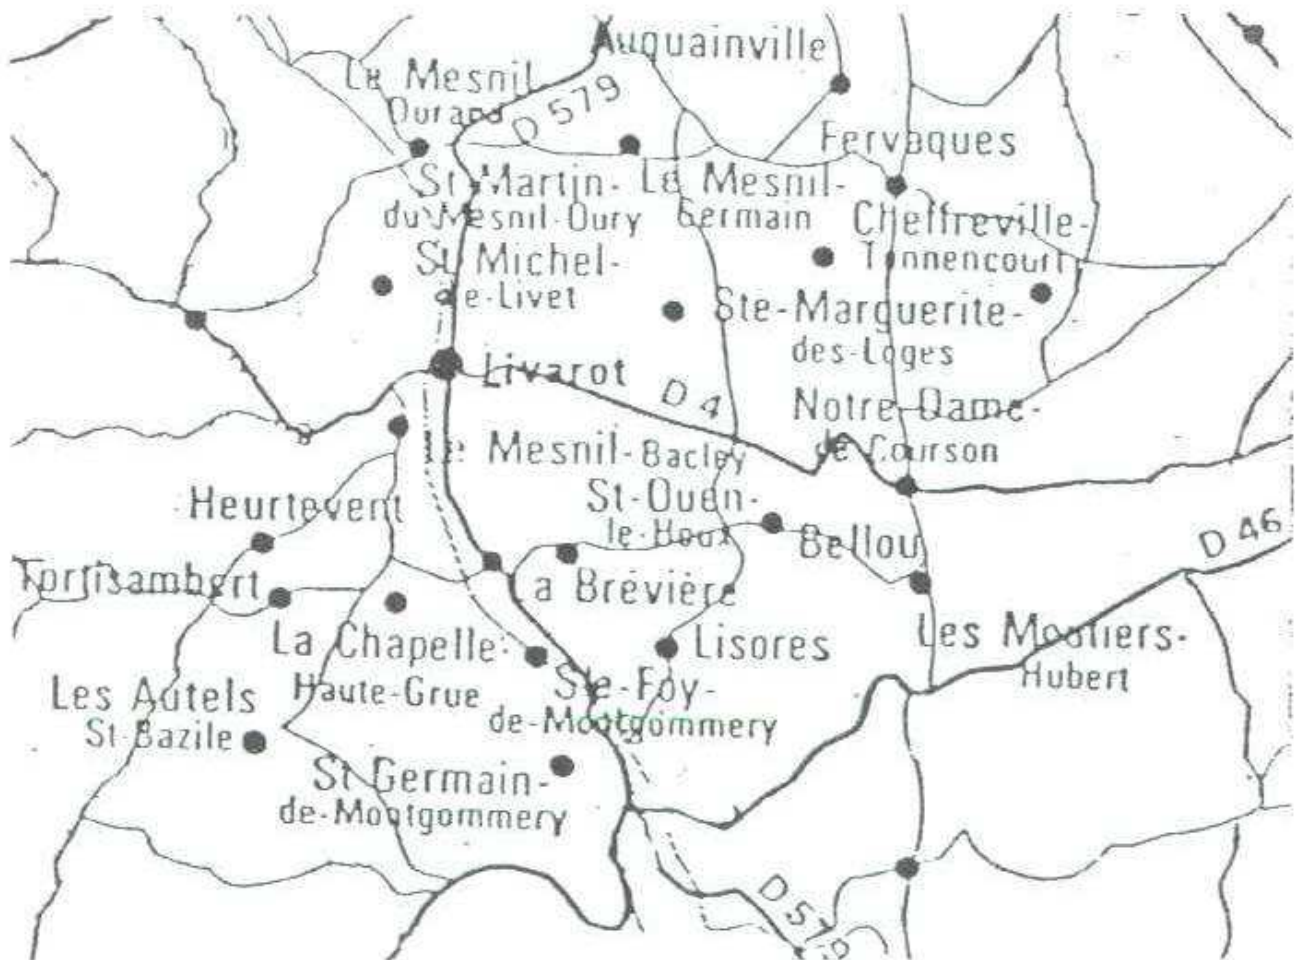 Auquainville
Le Mesnil
Durand
D 579
Fervaques
St Martin-
du Mesnil-Oury
Le Mesnil-
Germain
Cheffreville-
Tonnencourt
St Michel-
de-Livet
Ste-Marguerite-
des-Loges
Livarot
D 4
Notre-Dame-
de Courson
Le Mesnil-Bacley
Heurtevent
St-Ouen-
le-Houx
Bellou
D 46
Tortisambert
a Brévière
La Chapelle-
Haute-Grue
Lisores
Les Moutiers-
Hubert
Les Autels
St-Bazile
Ste-Foy-
de-Montgommery
St Germain-
de-Montgommery
D 579